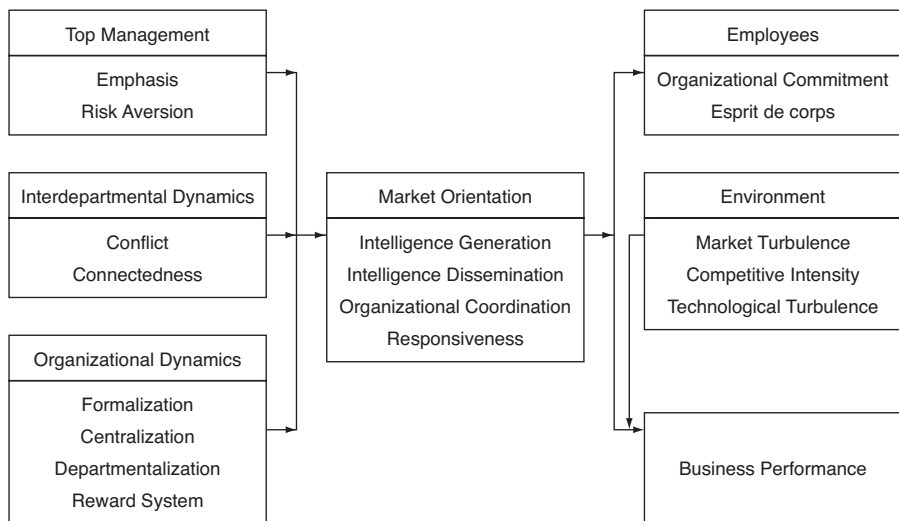 Top Management
Emphasis
Risk Aversion
Interdepartmental Dynamics
Conflict
Connectedness
Organizational Dynamics
Formalization
Centralization
Departmentalization
Reward System
Market Orientation
Intelligence Generation
Intelligence Dissemination
Organizational Coordination
Responsiveness
Employees
Organizational Commitment
Esprit de corps
Environment
Market Turbulence
Competitive Intensity
Technological Turbulence
Business Performance